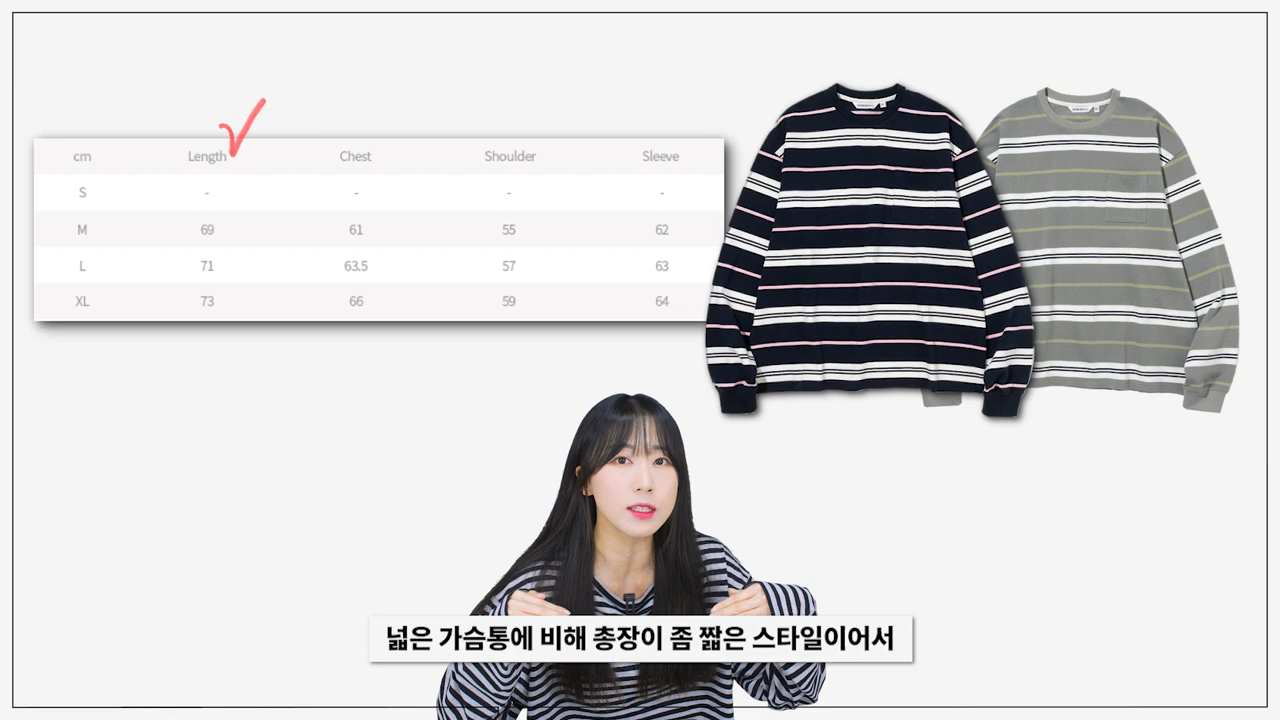 cm Length Chest Shoulder Sleeve
S - - - -
M 69 61 55 62
L 71 63.5 57 63
XL 73 66 59 64
넓은 가슴통에 비해 총장이 좀 짧은 스타일이어서